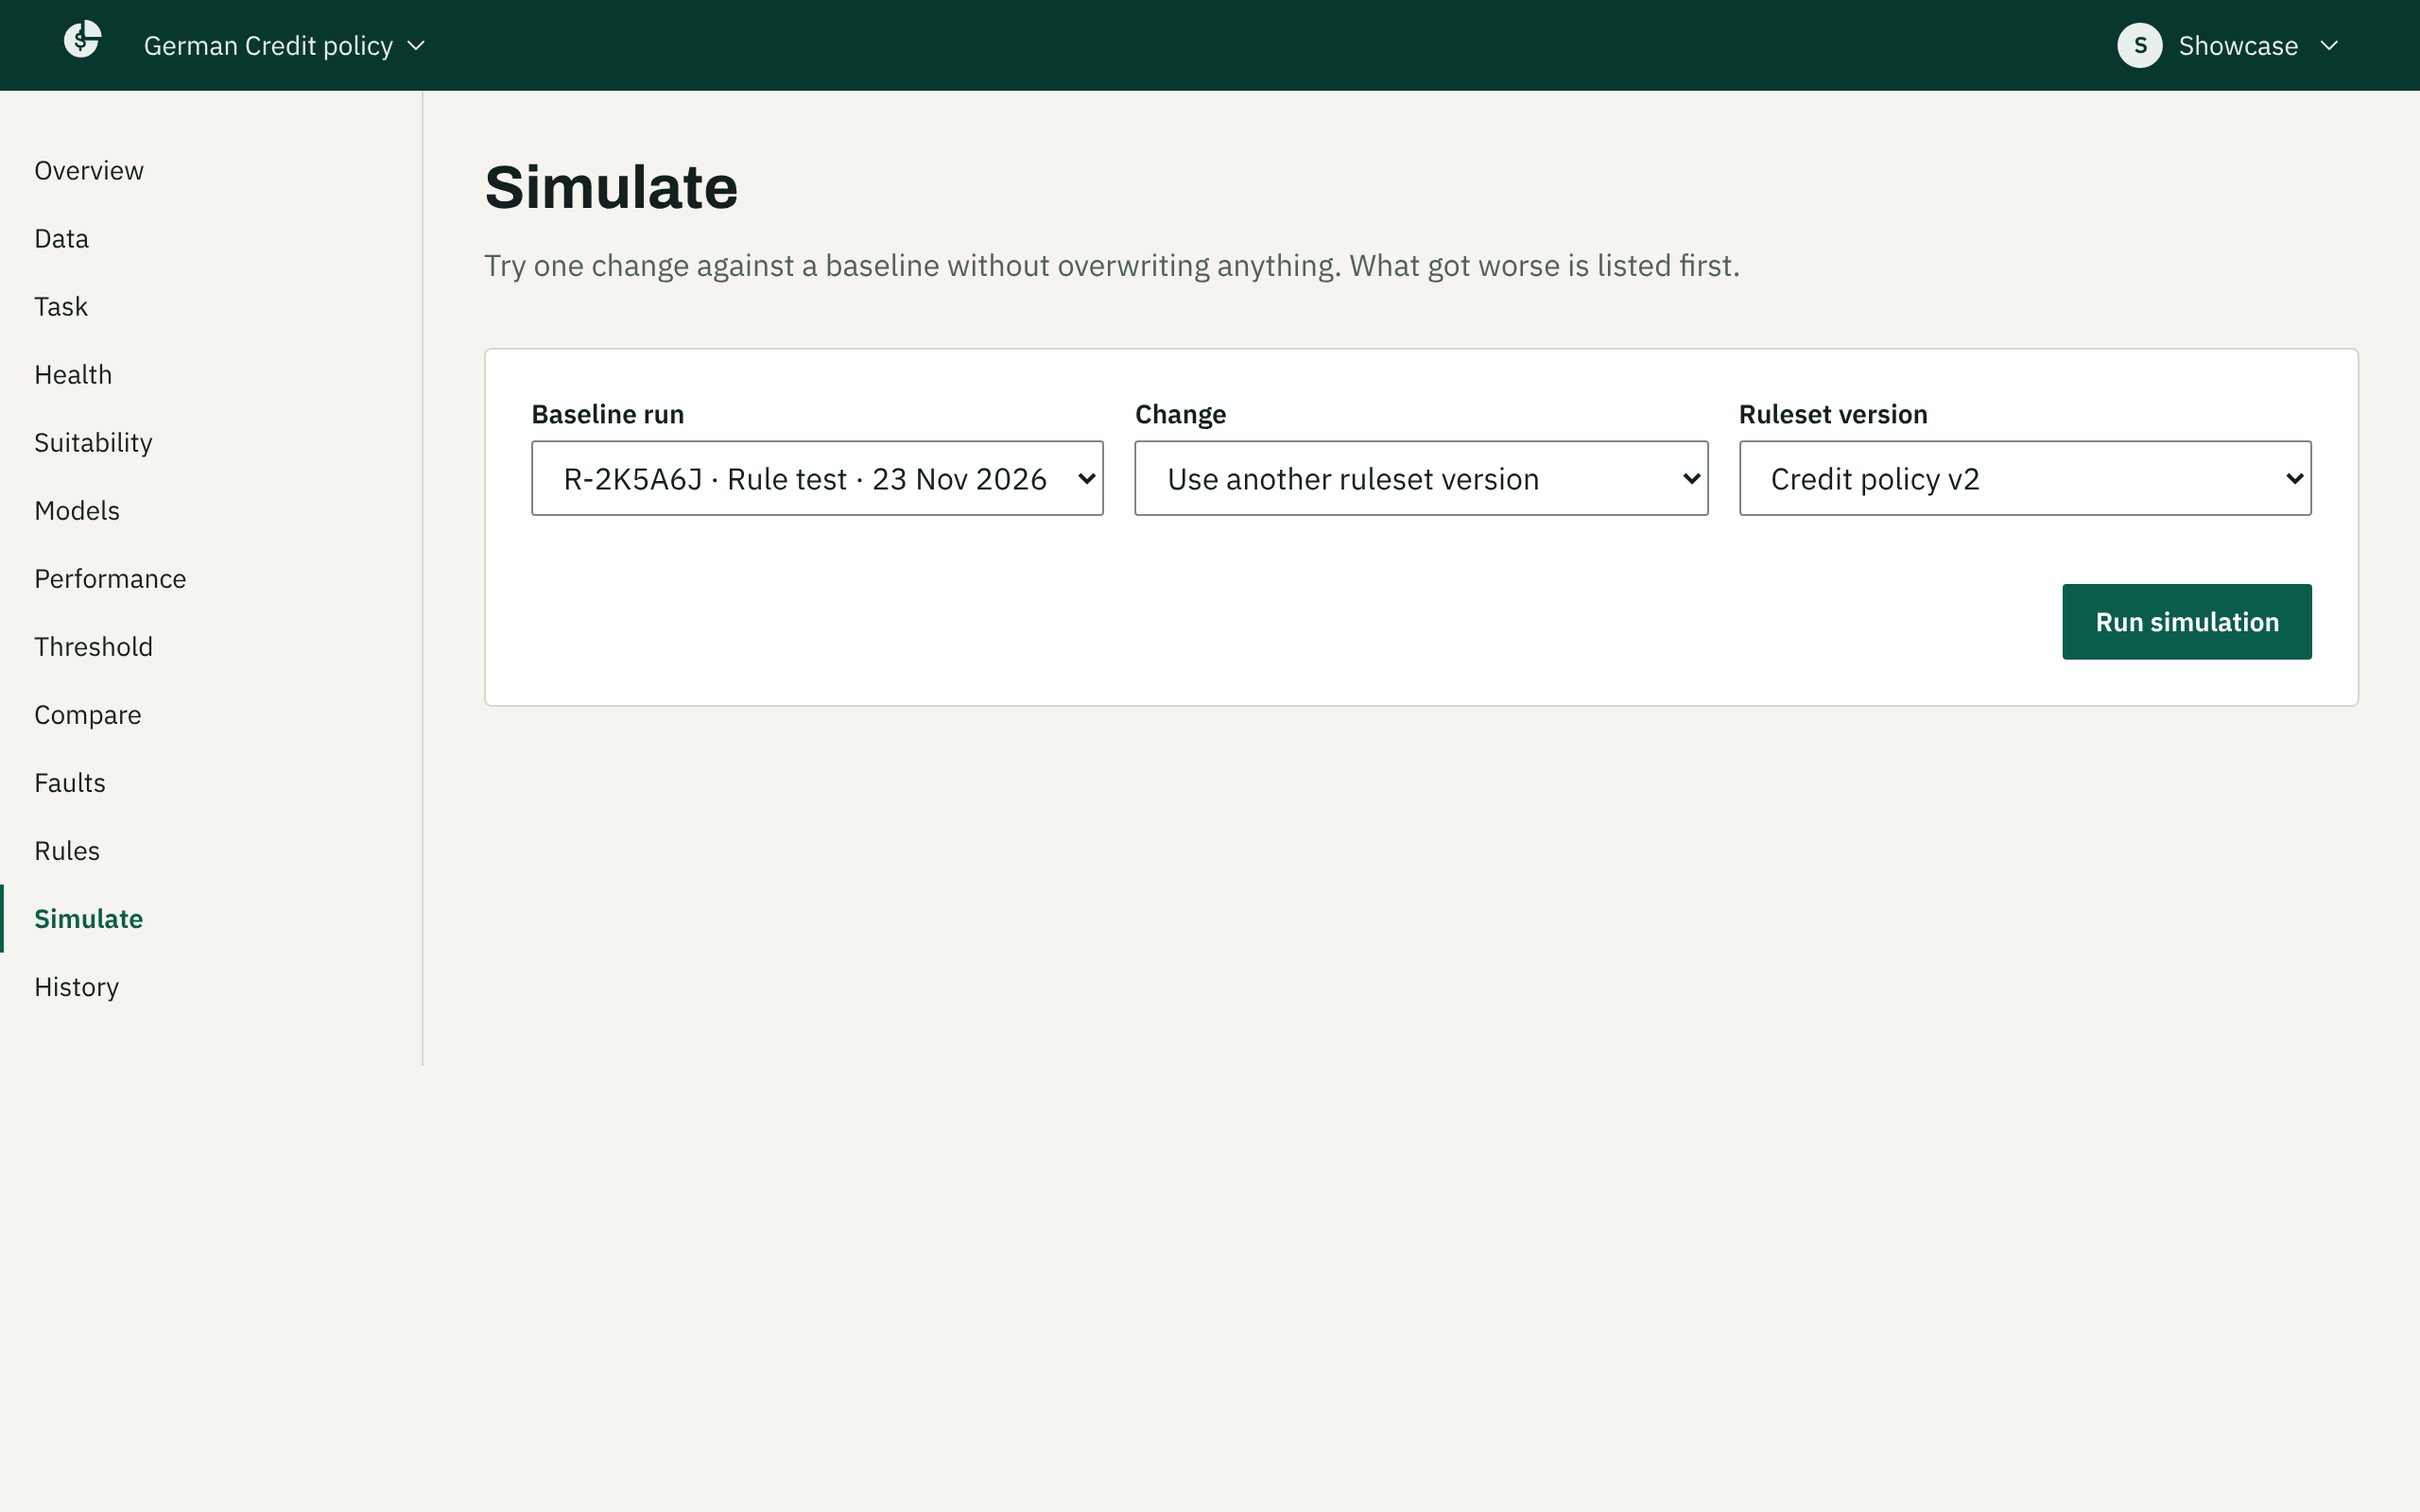 German Credit policy
S Showcase
Overview
Data
Task
Health
Suitability
Models
Performance
Threshold
Compare
Faults
Rules
Simulate
History
Simulate
Try one change against a baseline without overwriting anything. What got worse is listed first.
Baseline run
R-2K5A6J · Rule test · 23 Nov 2026
Change
Use another ruleset version
Ruleset version
Credit policy v2
Run simulation